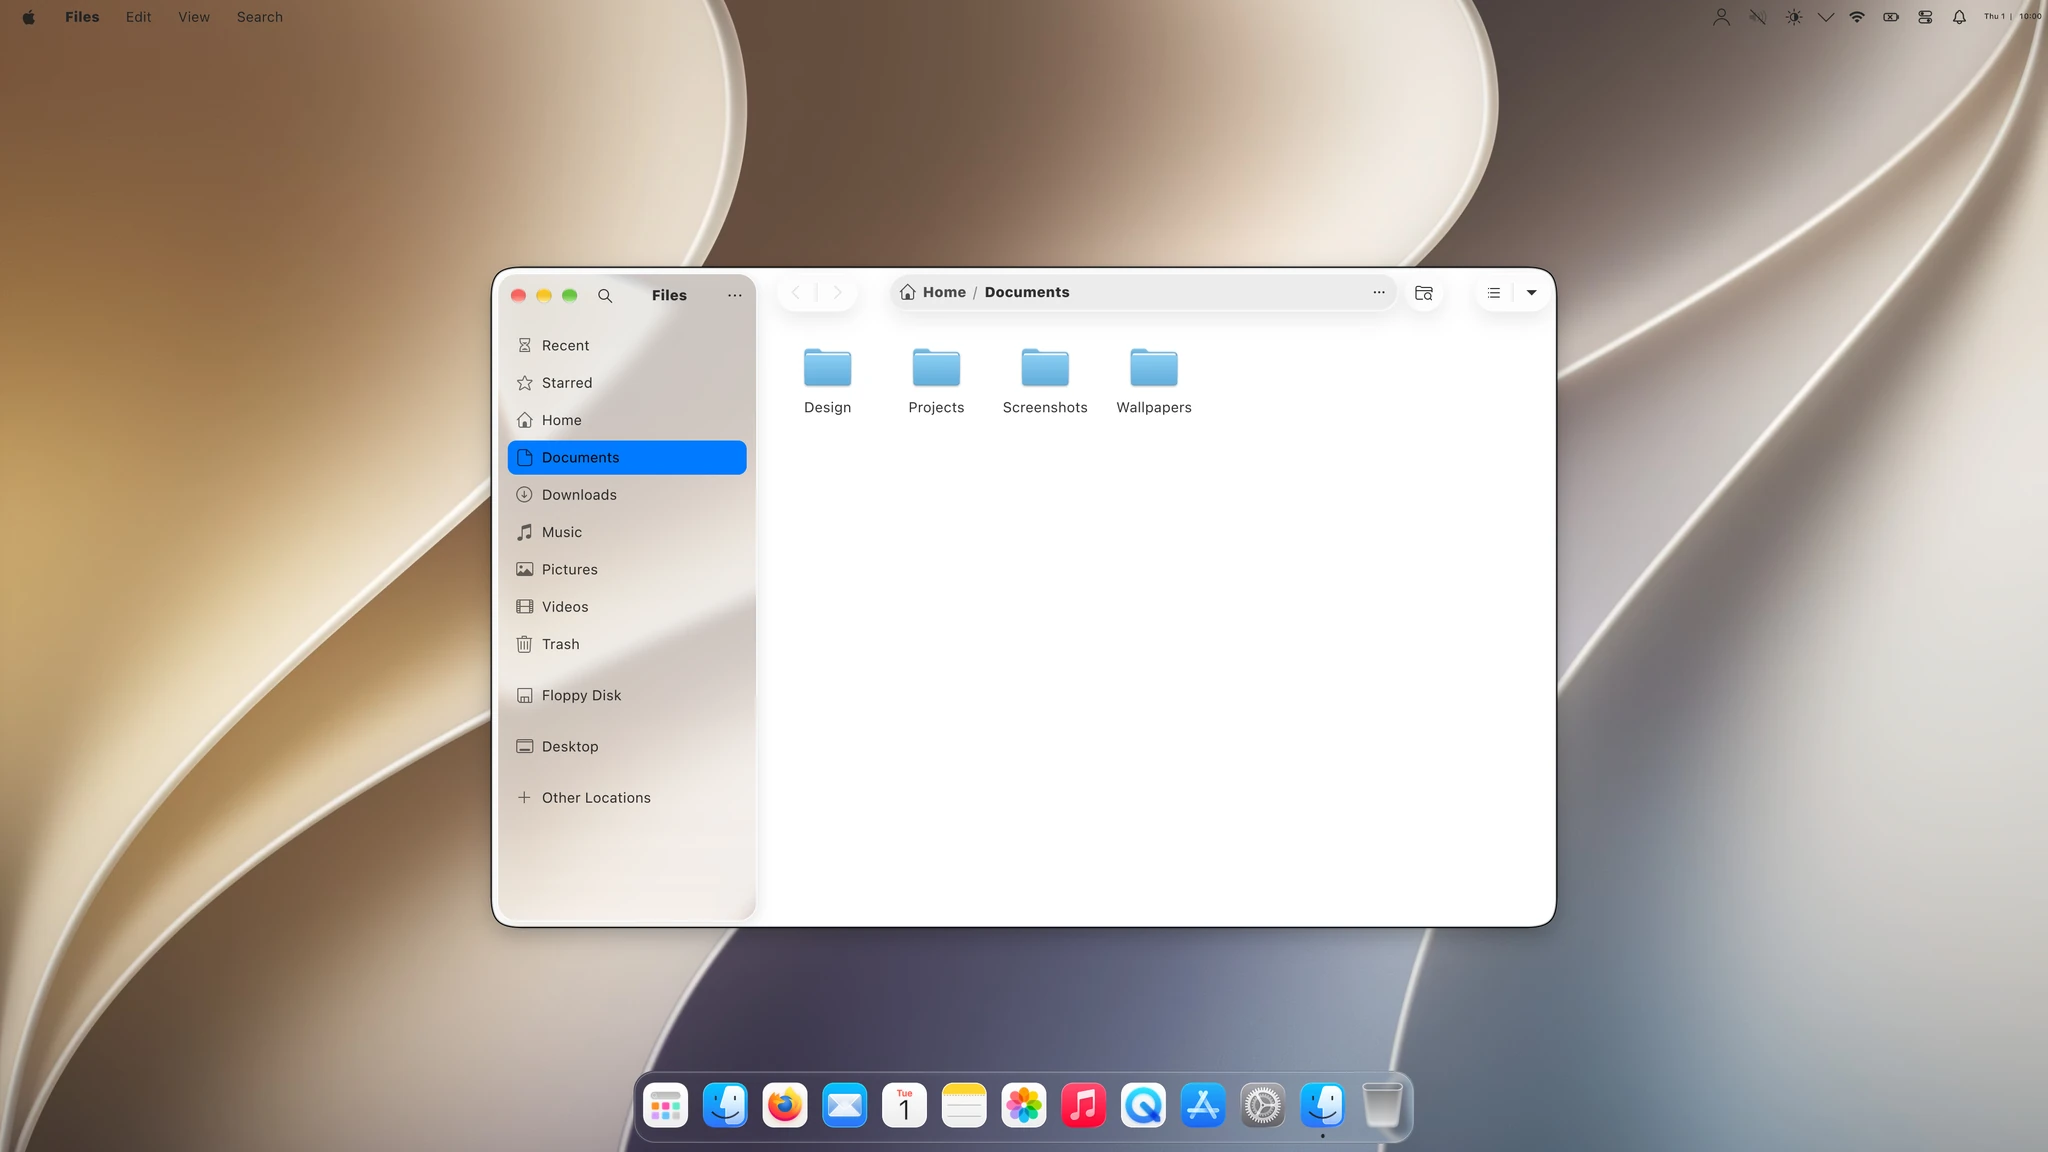 Files Edit View Search
Thu 1 | 10:00
Files
Home / Documents
Recent
Starred
Home
Documents
Downloads
Music
Pictures
Videos
Trash
Floppy Disk
Desktop
Other Locations
Design Projects Screenshots Wallpapers
Tue
1